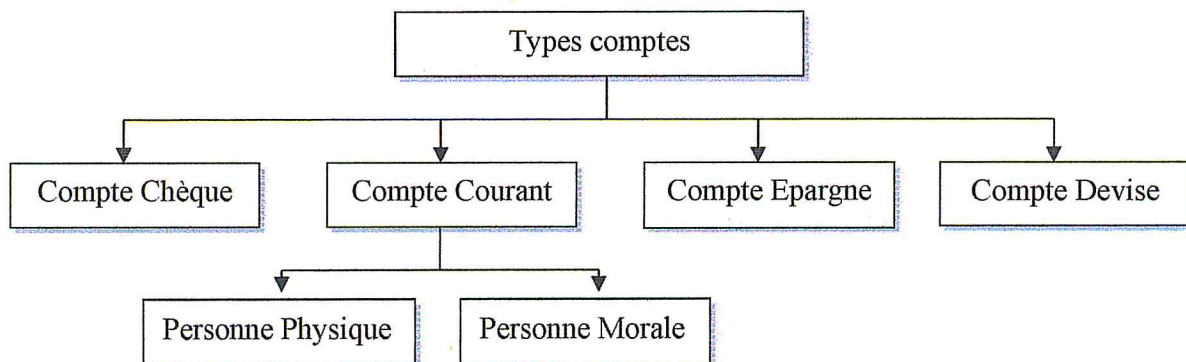 Types comptes
Compte Chèque
Compte Courant
Compte Epargne
Compte Devise
Personne Physique
Personne Morale